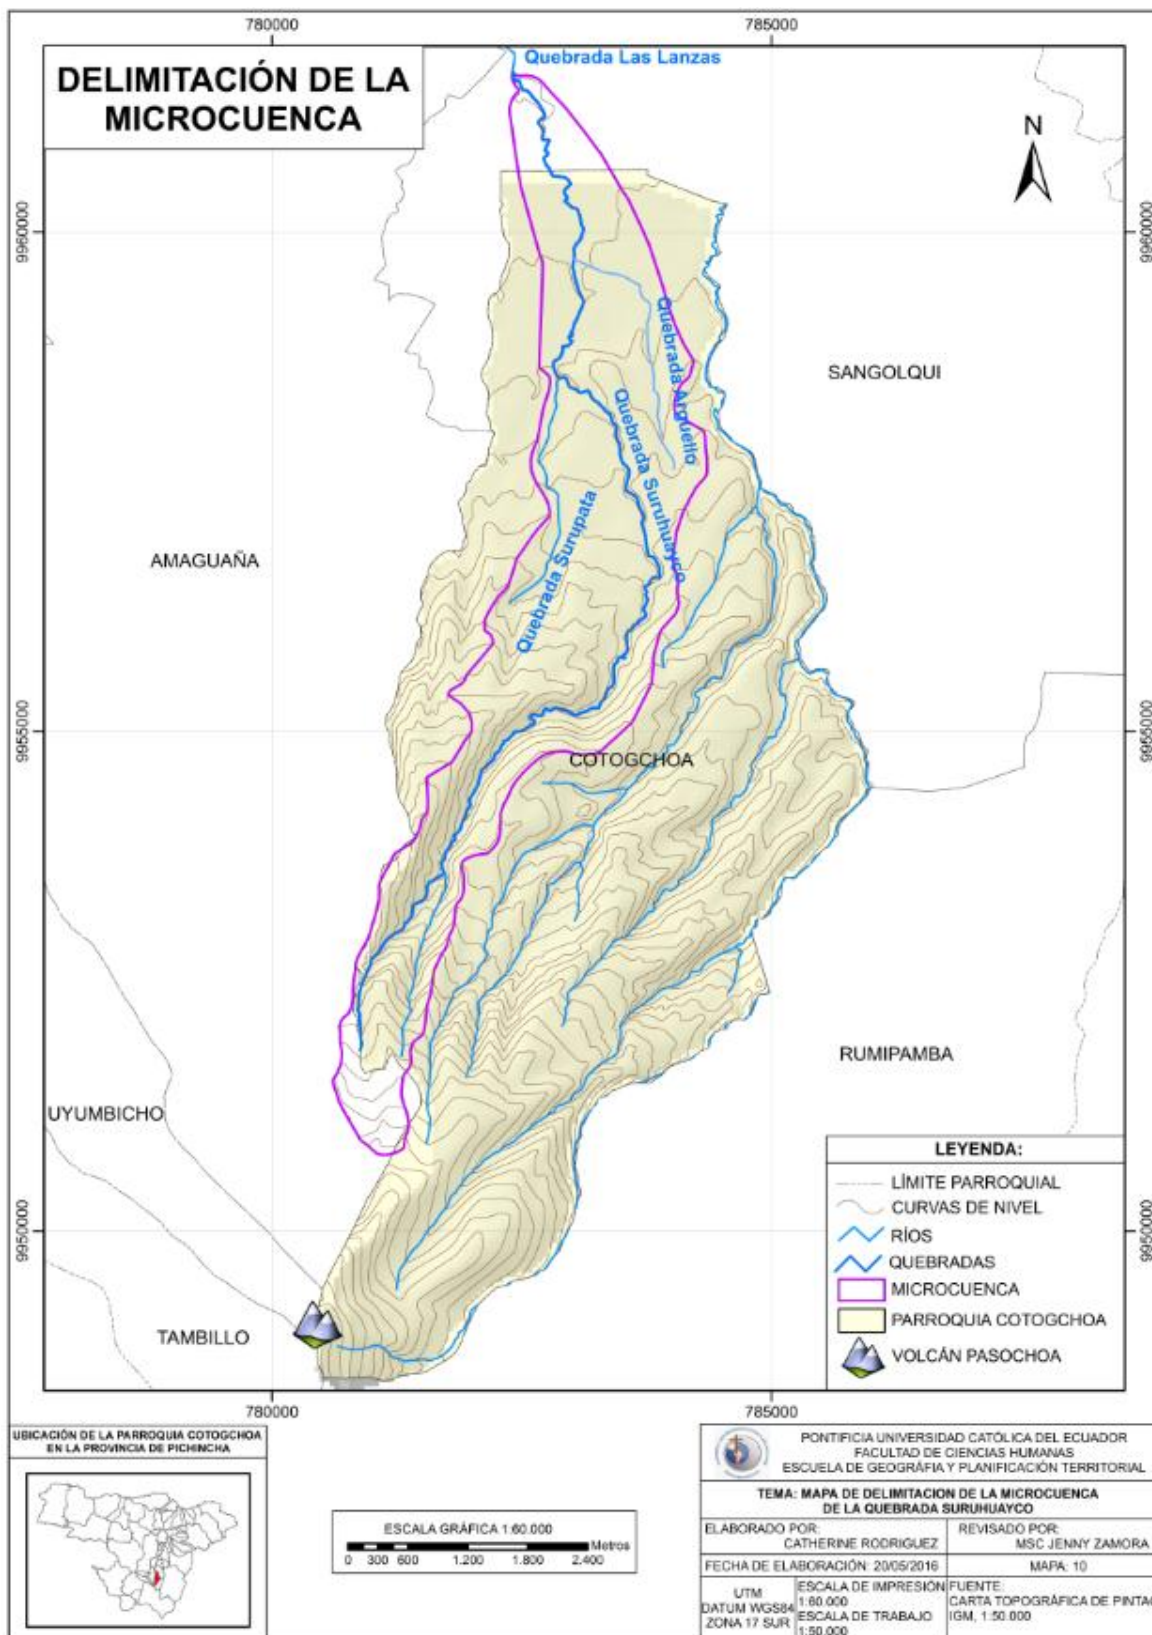 780000
785000
DELIMITACIÓN DE LA
MICROCUENCA
Quebrada Las Lanzas
N
9960000
9960000
Quebrada Arguello
SANGOLQUI
Quebrada Suruhuayco
Quebrada Surupata
AMAGUAÑA
9955000
9955000
COTOGCHOA
RUMIPAMBA
UYUMBICHO
9950000
9950000
TAMBILLO
LEYENDA:
LÍMITE PARROQUIAL
CURVAS DE NIVEL
RÍOS
QUEBRADAS
MICROCUENCA
PARROQUIA COTOGCHOA
VOLCÁN PASOCHOA
780000
785000
UBICACIÓN DE LA PARROQUIA COTOGCHOA
EN LA PROVINCIA DE PICHINCHA
ESCALA GRÁFICA 1:60.000
Metros
0 300 600 1.200 1.800 2.400
PONTIFICIA UNIVERSIDAD CATÓLICA DEL ECUADOR
FACULTAD DE CIENCIAS HUMANAS
ESCUELA DE GEOGRÁFIA Y PLANIFICACIÓN TERRITORIAL
TEMA: MAPA DE DELIMITACION DE LA MICROCUENCA
DE LA QUEBRADA SURUHUAYCO
ELABORADO POR:
CATHERINE RODRIGUEZ
REVISADO POR:
MSC JENNY ZAMORA
FECHA DE ELABORACIÓN: 20/05/2016
MAPA: 10
UTM
DATUM WGS84
ZONA 17 SUR
ESCALA DE IMPRESIÓN
1:60.000
ESCALA DE TRABAJO
1:50.000
FUENTE:
CARTA TOPOGRÁFICA DE PINTAG
IGM, 1:50.000